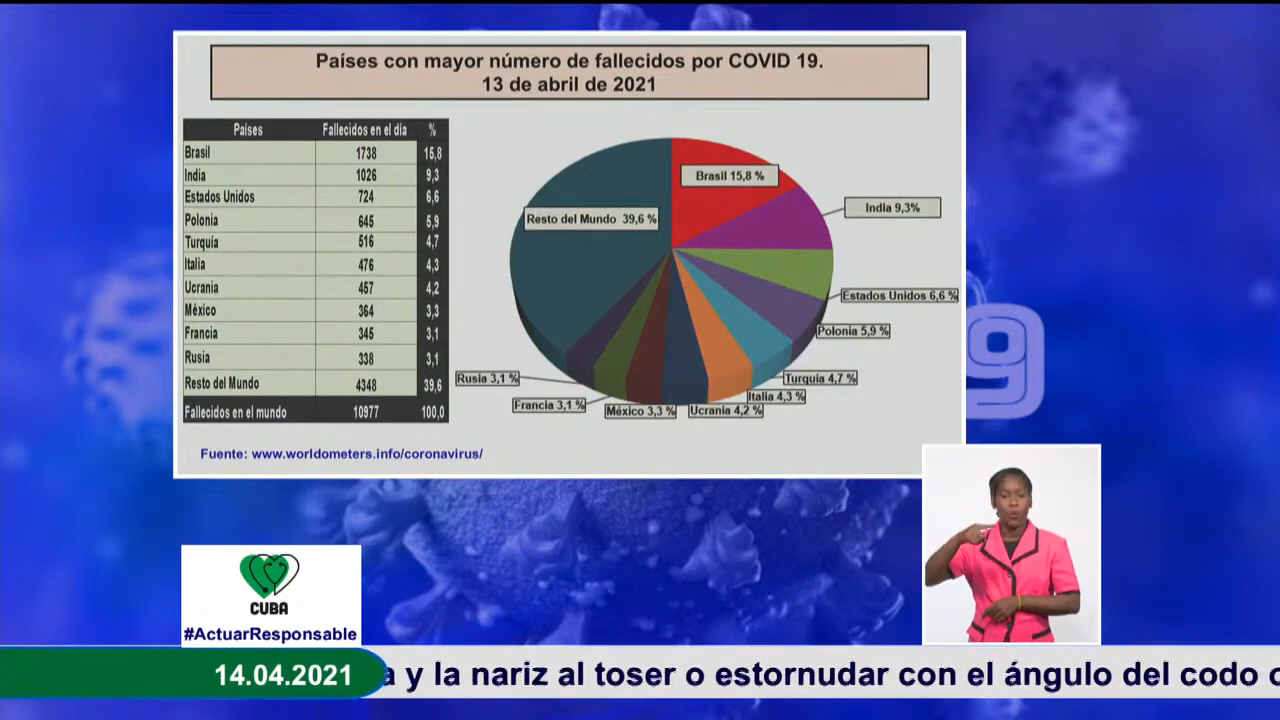 Países con mayor número de fallecidos por COVID 19.
13 de abril de 2021
Países Fallecidos en el día %
Brasil 1738 15,8
India 1026 9,3
Estados Unidos 724 6,6
Polonia 645 5,9
Turquía 516 4,7
Italia 476 4,3
Ucrania 457 4,2
México 364 3,3
Francia 345 3,1
Rusia 338 3,1
Resto del Mundo 4348 39,6
Fallecidos en el mundo 10977 100,0
Brasil 15,8 %
India 9,3%
Resto del Mundo 39,6 %
Estados Unidos 6,6 %
Polonia 5,9 %
Turquía 4,7 %
Italia 4,3 %
Ucrania 4,2 %
México 3,3 %
Francia 3,1 %
Rusia 3,1 %
Fuente: www.worldometers.info/coronavirus/
9
CUBA
#ActuarResponsable
14.04.2021
a y la nariz al toser o estornudar con el ángulo del codo